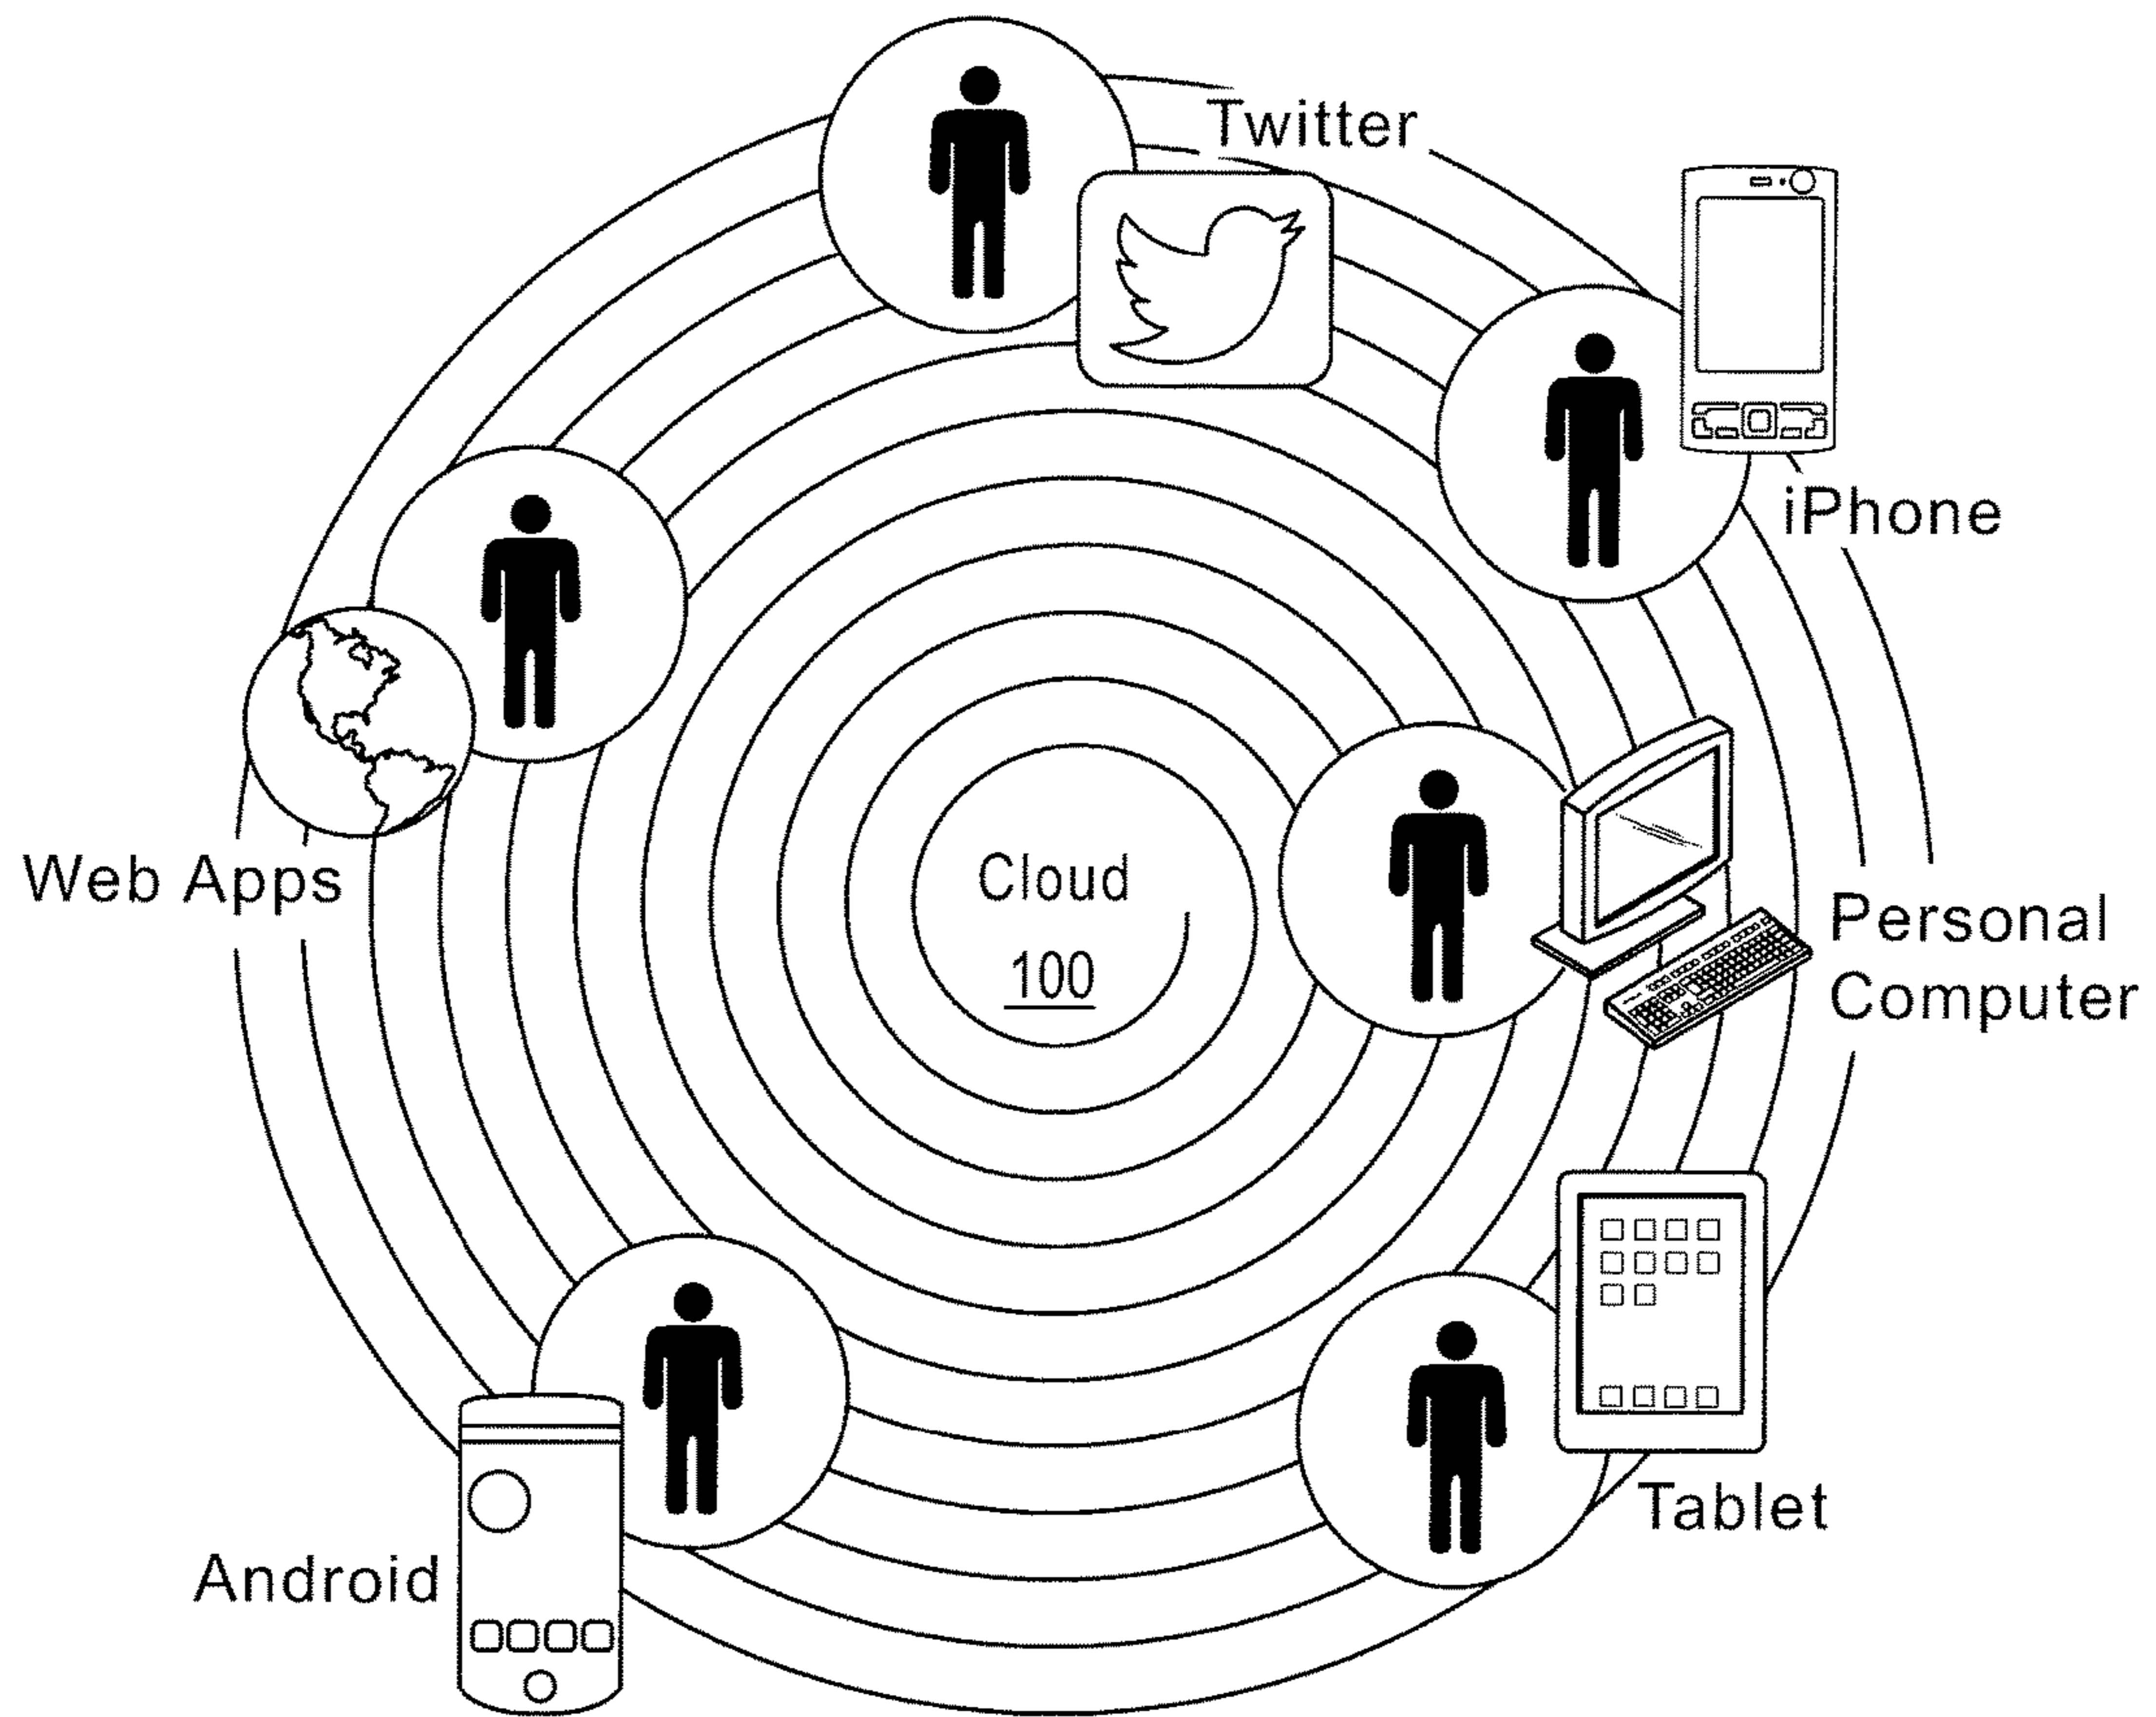 Twitter
iPhone
Cloud
100
Web Apps
Personal
Computer
Tablet
Android